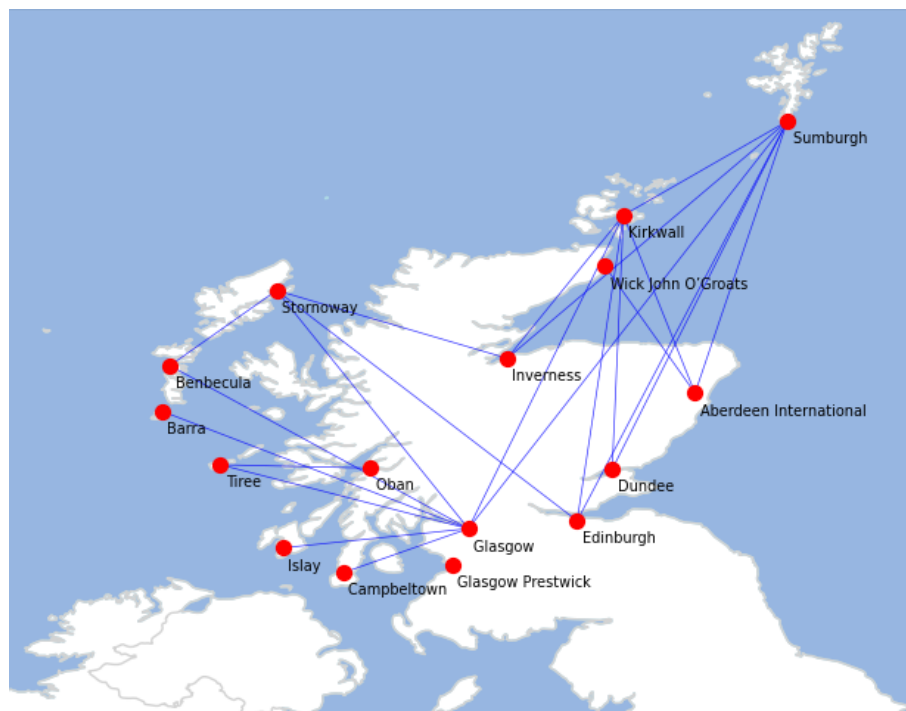 Sumburgh
Kirkwall
Wick John O’Groats
Stornoway
Inverness
Benbecula
Aberdeen International
Barra
Tiree
Oban
Dundee
Edinburgh
Glasgow
Islay
Glasgow Prestwick
Campbeltown